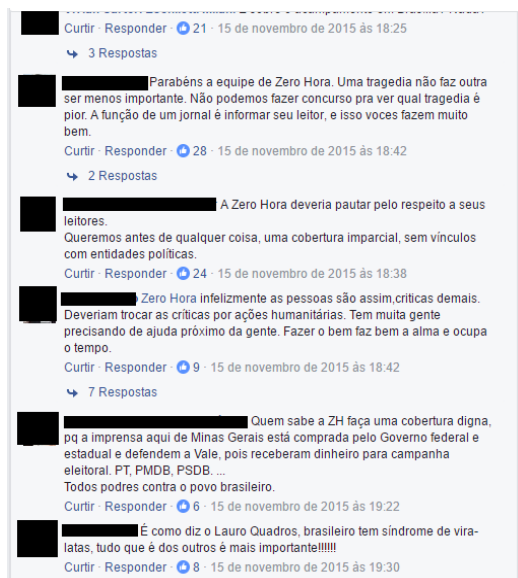 Curtir · Responder · 21 · 15 de novembro de 2015 às 18:25
3 Respostas
Parabéns a equipe de Zero Hora. Uma tragedia não faz outra
ser menos importante. Não podemos fazer concurso pra ver qual tragedia é
pior. A função de um jornal é informar seu leitor, e isso voces fazem muito
bem.
Curtir · Responder · 28 · 15 de novembro de 2015 às 18:42
2 Respostas
A Zero Hora deveria pautar pelo respeito a seus
leitores.
Queremos antes de qualquer coisa, uma cobertura imparcial, sem vínculos
com entidades políticas.
Curtir · Responder · 24 · 15 de novembro de 2015 às 18:38
Zero Hora infelizmente as pessoas são assim,criticas demais.
Deveriam trocar as críticas por ações humanitárias. Tem muita gente
precisando de ajuda próximo da gente. Fazer o bem faz bem a alma e ocupa
o tempo.
Curtir · Responder · 9 · 15 de novembro de 2015 às 18:42
7 Respostas
Quem sabe a ZH faça uma cobertura digna,
pq a imprensa aqui de Minas Gerais está comprada pelo Governo federal e
estadual e defendem a Vale, pois receberam dinheiro para campanha
eleitoral. PT, PMDB, PSDB. ...
Todos podres contra o povo brasileiro.
Curtir · Responder · 6 · 15 de novembro de 2015 às 19:22
É como diz o Lauro Quadros, brasileiro tem síndrome de vira-
latas, tudo que é dos outros é mais importante!!!!!!
Curtir · Responder · 8 · 15 de novembro de 2015 às 19:30